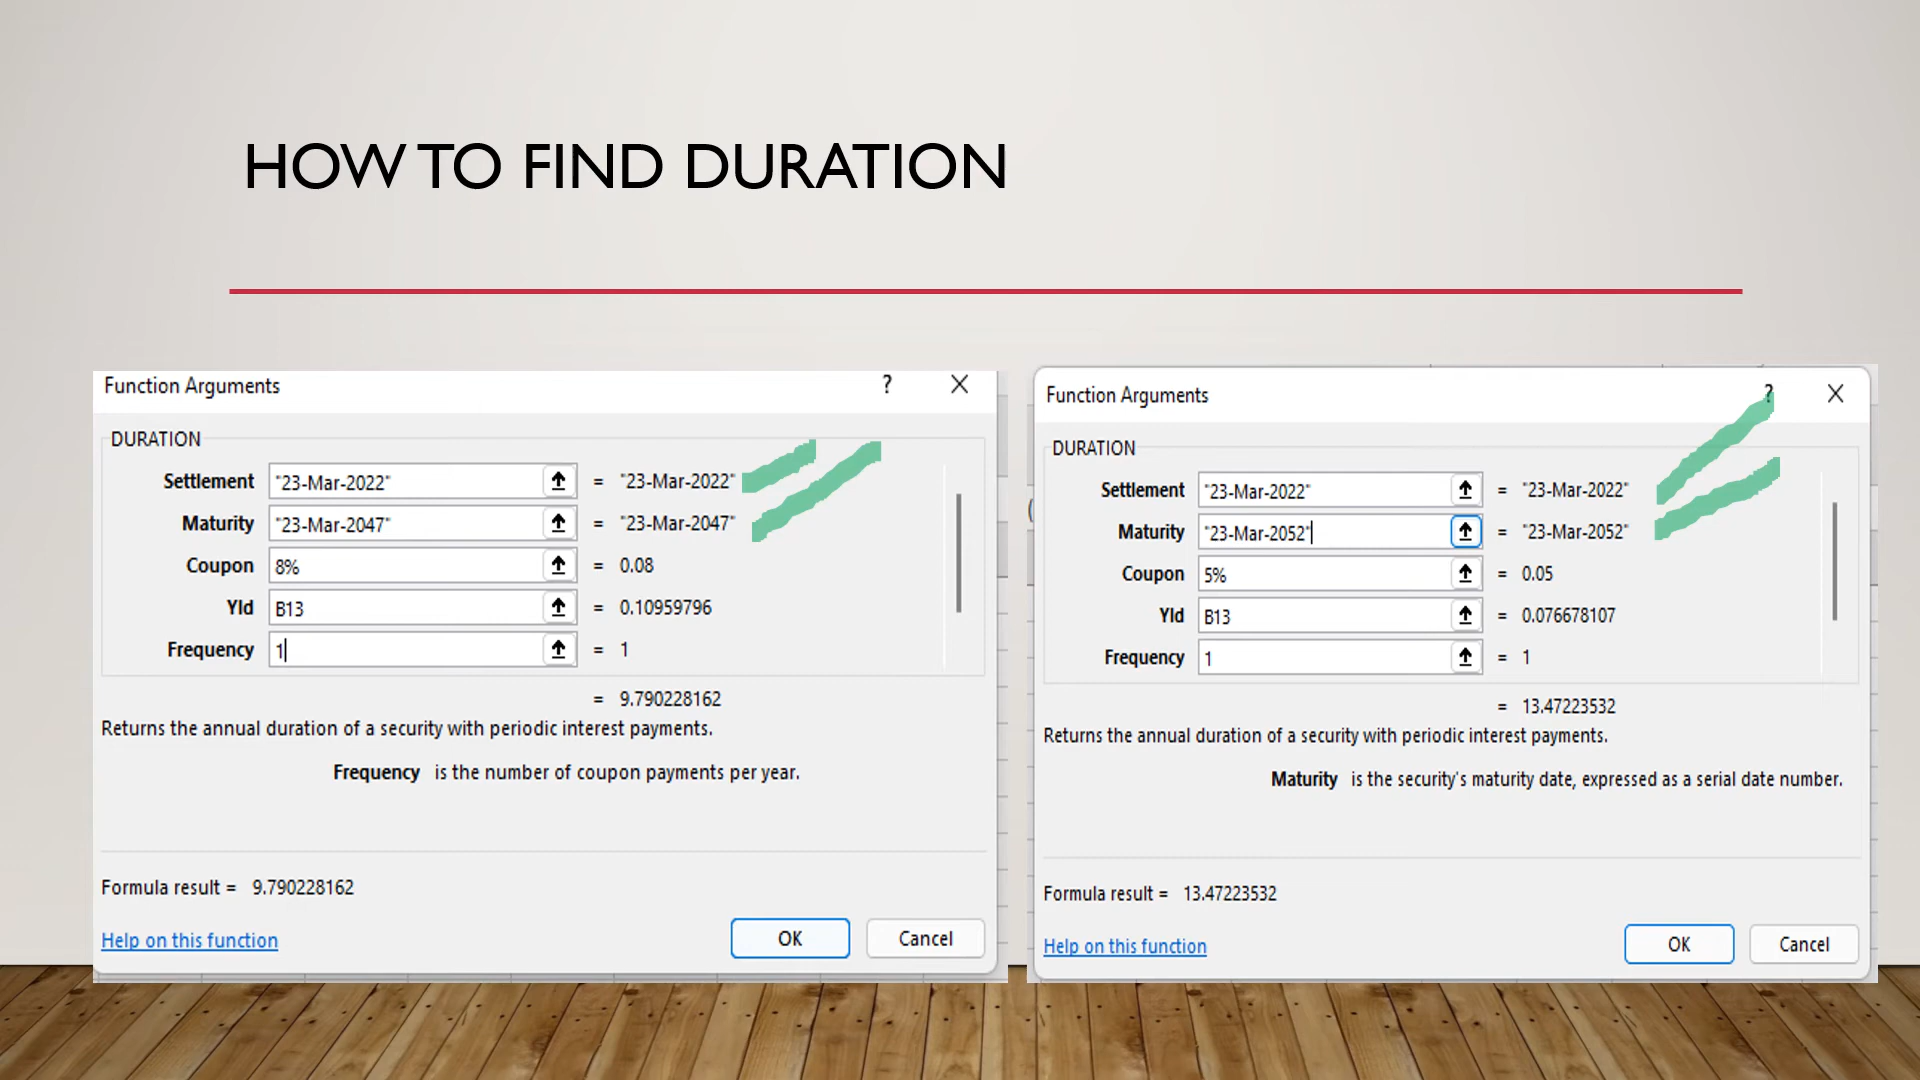 HOW TO FIND DURATION
Function Arguments ?
DURATION
Settlement "23-Mar-2022" = "23-Mar-2022"
Maturity "23-Mar-2047" = "23-Mar-2047"
Coupon 8% = 0.08
Yld B13 = 0.10959796
Frequency 1 = 1
= 9.790228162
Returns the annual duration of a security with periodic interest payments.
Frequency is the number of coupon payments per year.
Formula result = 9.790228162
Help on this function OK Cancel
Function Arguments ?
DURATION
Settlement "23-Mar-2022" = "23-Mar-2022"
Maturity "23-Mar-2052" = "23-Mar-2052"
Coupon 5% = 0.05
Yld B13 = 0.076678107
Frequency 1 = 1
= 13.47223532
Returns the annual duration of a security with periodic interest payments.
Maturity is the security's maturity date, expressed as a serial date number.
Formula result = 13.47223532
Help on this function OK Cancel